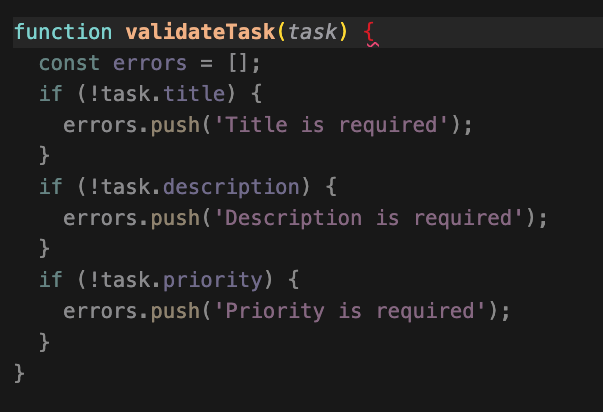 function validateTask(task) {
  const errors = [];
  if (!task.title) {
    errors.push('Title is required');
  }
  if (!task.description) {
    errors.push('Description is required');
  }
  if (!task.priority) {
    errors.push('Priority is required');
  }
}